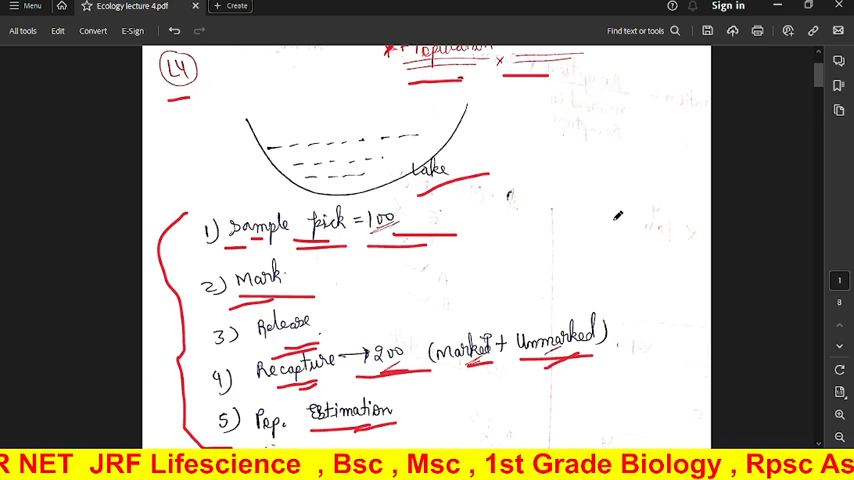 Menu
Ecology lecture 4.pdf
Create
Sign in
All tools Edit Convert E-Sign
Find text or tools
L4
Lake
1) Sample pick = 100
2) Mark.
3) Release.
4) Recapture → 200 (Marked + Unmarked)
5) Pop. Estimation
1
8
R NET JRF Lifescience , Bsc , Msc , 1st Grade Biology , Rpsc As